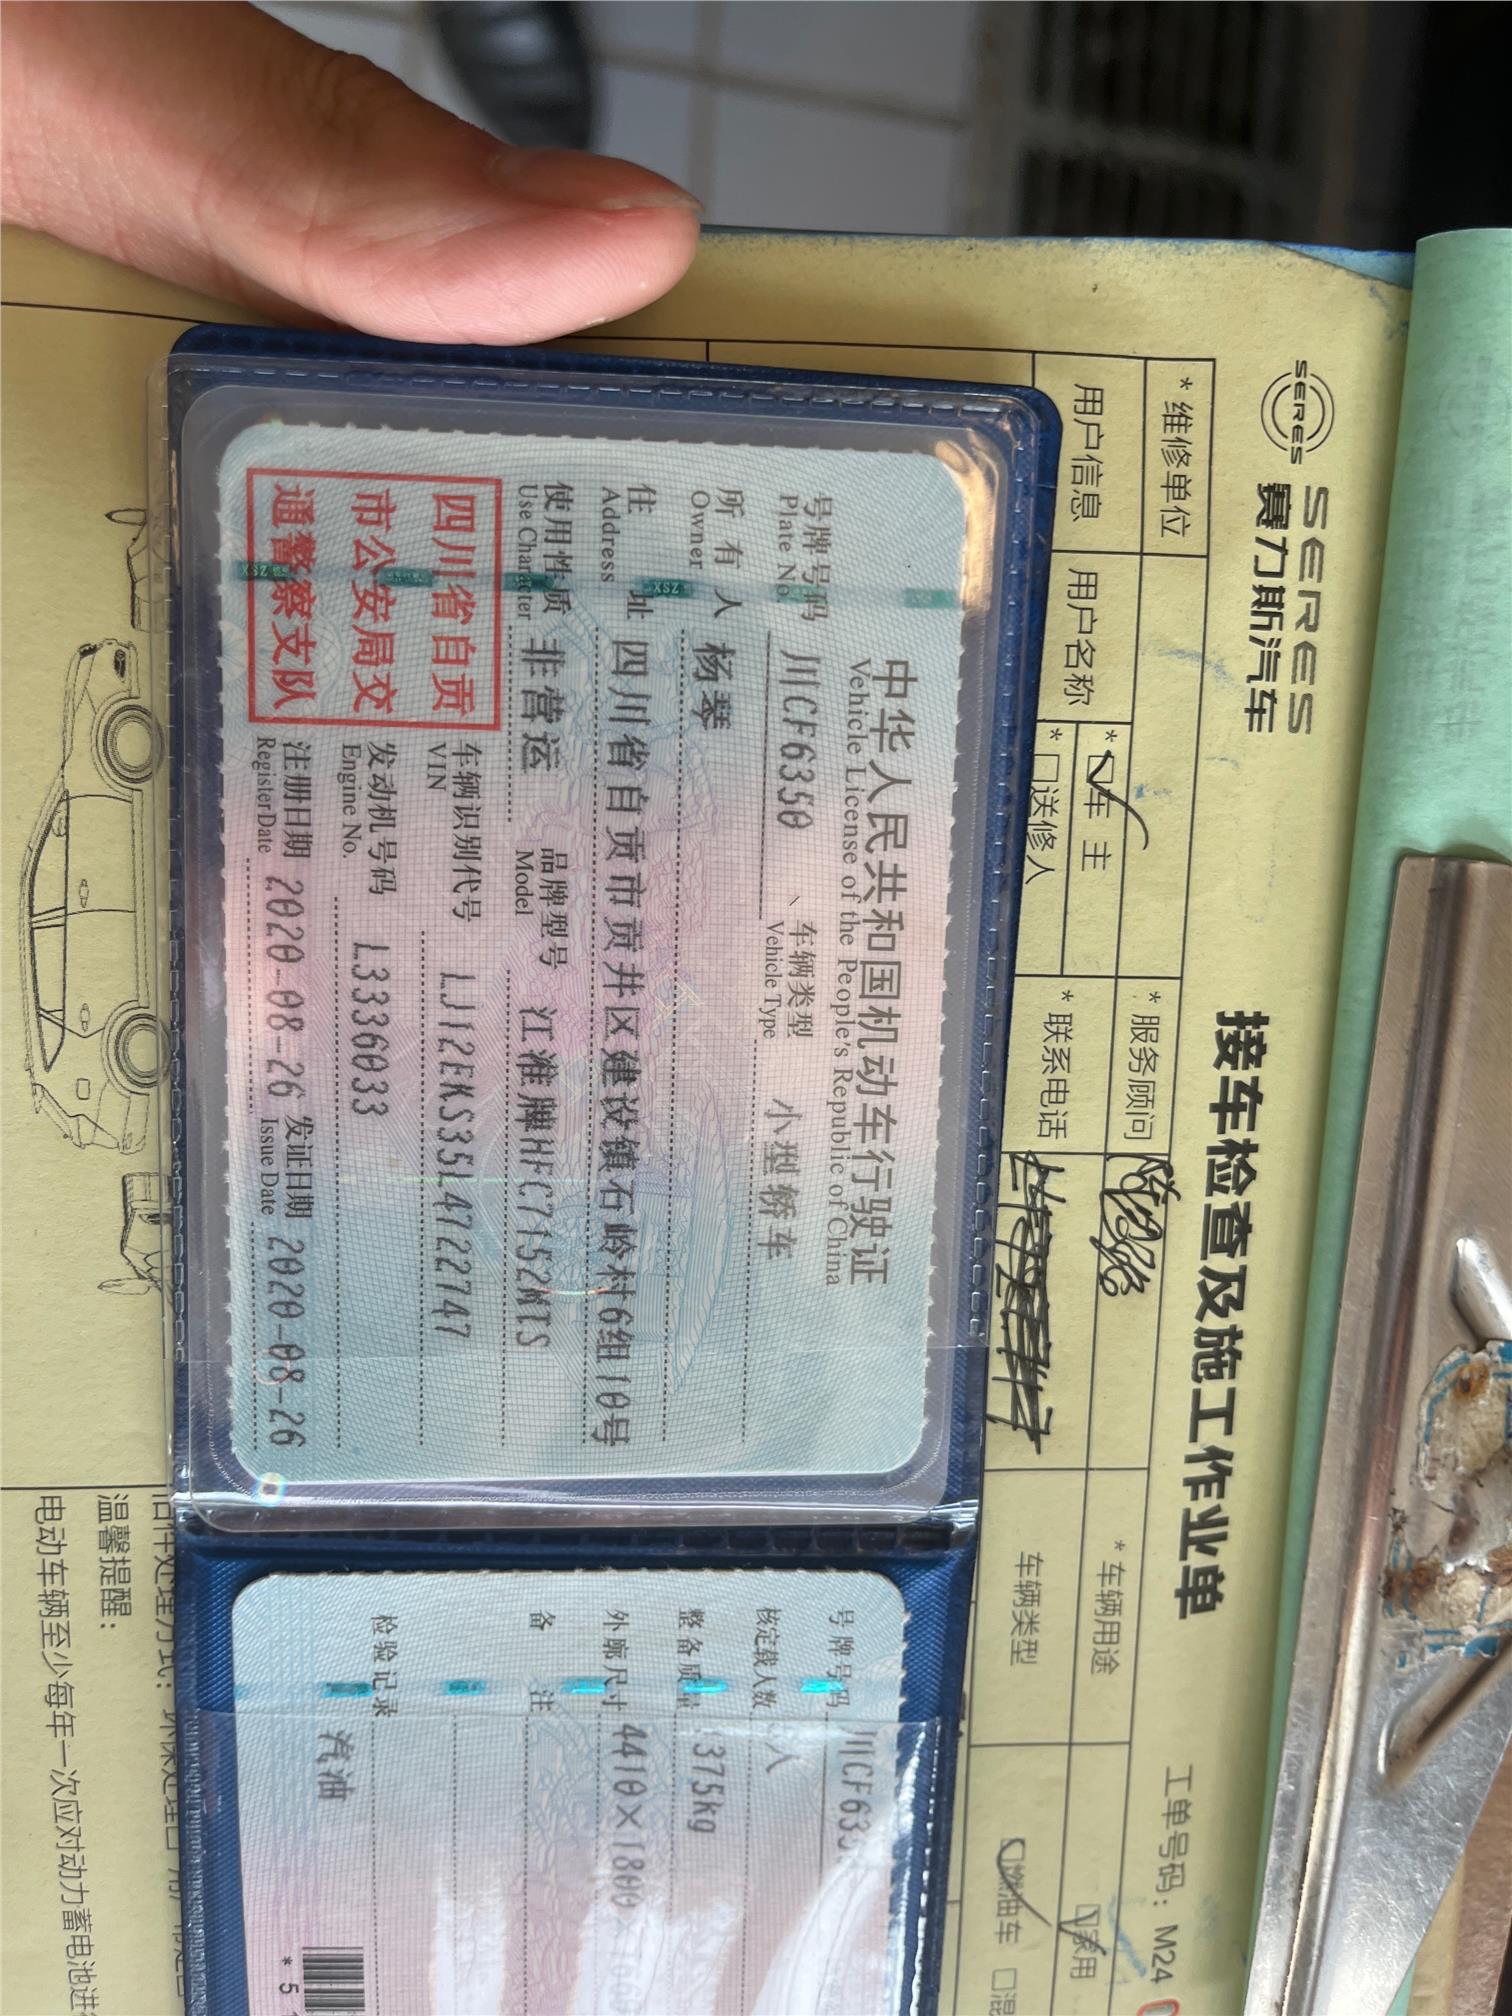 SERES
SERES
赛力斯汽车
接车检查及施工作业单
工单号码：M24
*维修单位
*服务顾问
*车辆用途
家用
用户信息
用户名称
*
车 主
*
送修人
*联系电话
车辆类型
燃油车
中华人民共和国机动车行驶证
Vehicle License of the People's Republic of China
号牌号码 川CF6350 车辆类型 小型轿车
Plate No. Vehicle Type
所有人 杨琴
Owner
住址 四川省自贡市贡井区建设镇石岭村6组10号
Address
使用性质 非营运 品牌型号 江淮牌HFC7152M1S
Use Character Model
四川省自贡
市公安局交
通警察支队
车辆识别代号 LJ12EKS35L4722747
VIN
发动机号码 L3336033
Engine No.
注册日期 2020-08-26 发证日期 2020-08-26
Register Date Issue Date
号牌号码 川CF63
核定载人数 人
整备质量 375kg
外廓尺寸 4410×1800×
备注
检验记录
汽油
*5
温馨提醒：
电动车辆至少每年一次应对动力蓄电池进